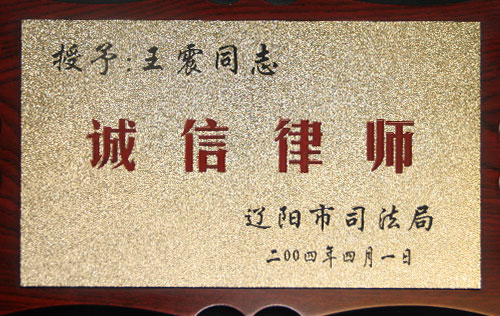 授予:王震同志
诚信律师
辽阳市司法局
二00四年四月一日